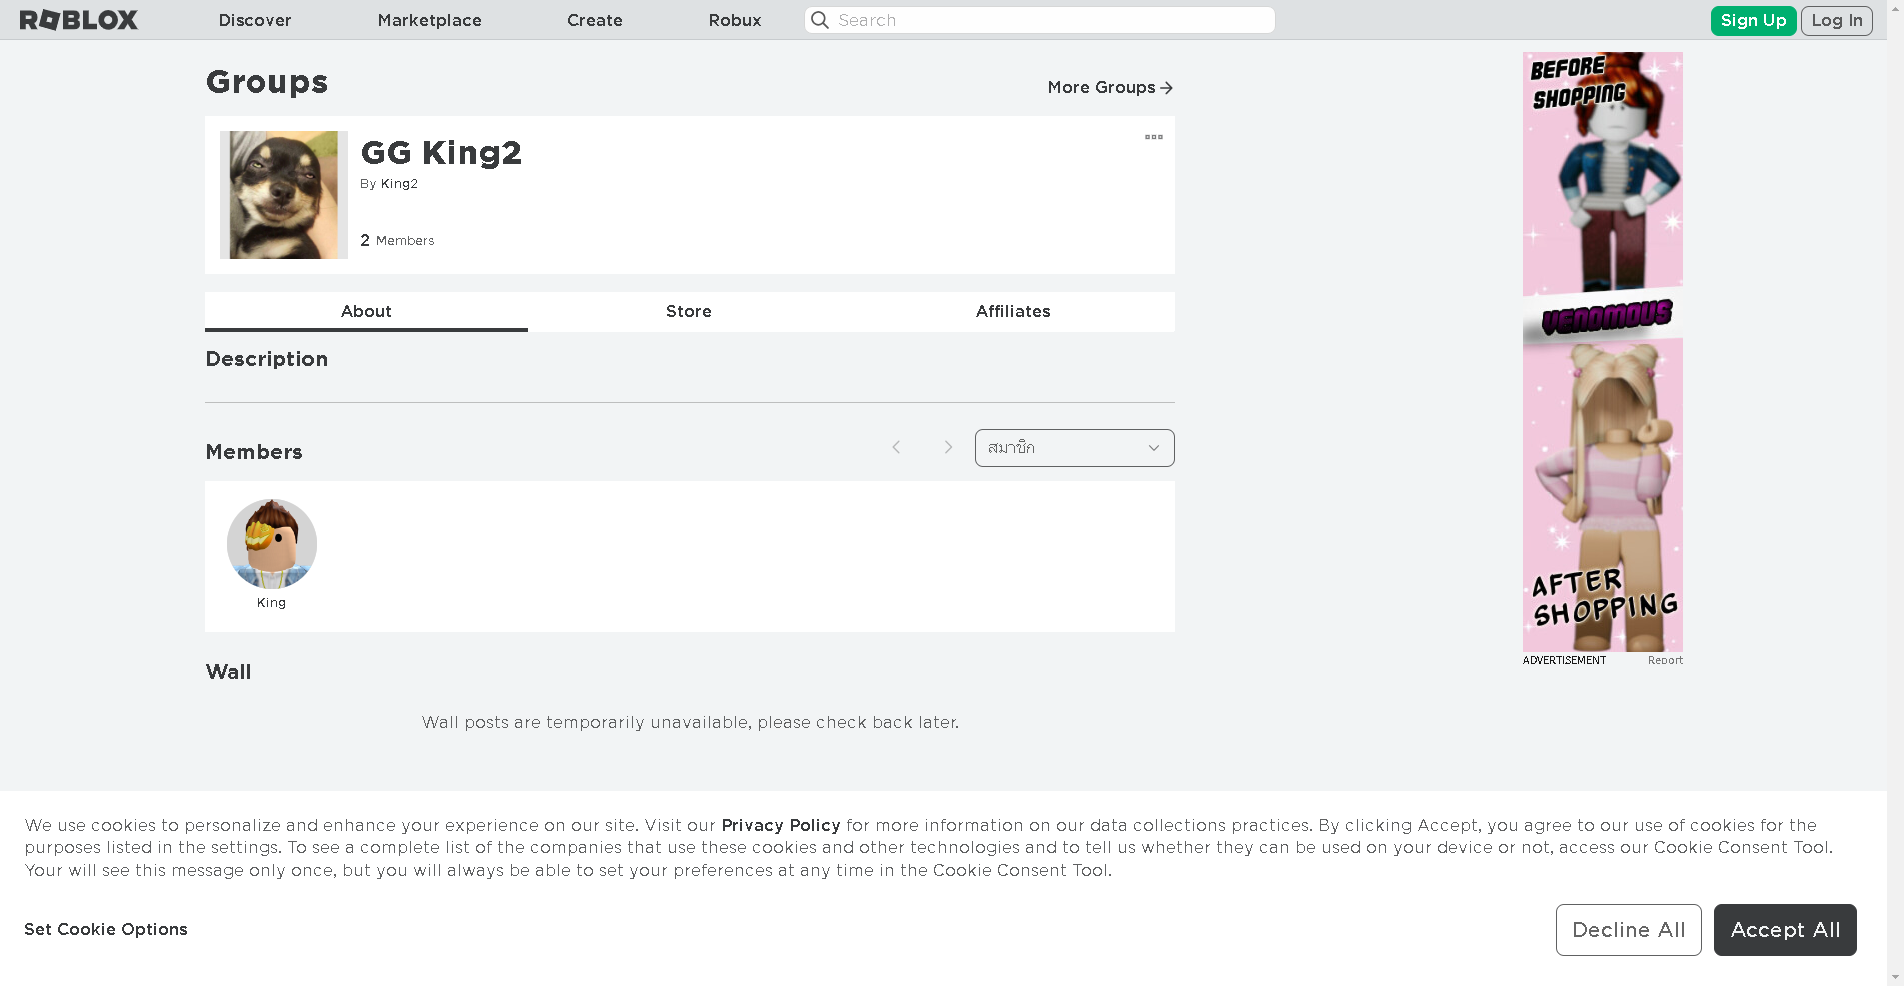 ROBLOX
Discover
Marketplace
Create
Robux
Search
Sign Up
Log In
Groups
More Groups
GG King2
By King2
2 Members
About
Store
Affiliates
Description
Members
สมาชิก
King
Wall
Wall posts are temporarily unavailable, please check back later.
BEFORE
SHOPPING
VENOMOUS
AFTER
SHOPPING
ADVERTISEMENT
Report
We use cookies to personalize and enhance your experience on our site. Visit our Privacy Policy for more information on our data collections practices. By clicking Accept, you agree to our use of cookies for the
purposes listed in the settings. To see a complete list of the companies that use these cookies and other technologies and to tell us whether they can be used on your device or not, access our Cookie Consent Tool.
Your will see this message only once, but you will always be able to set your preferences at any time in the Cookie Consent Tool.
Set Cookie Options
Decline All
Accept All